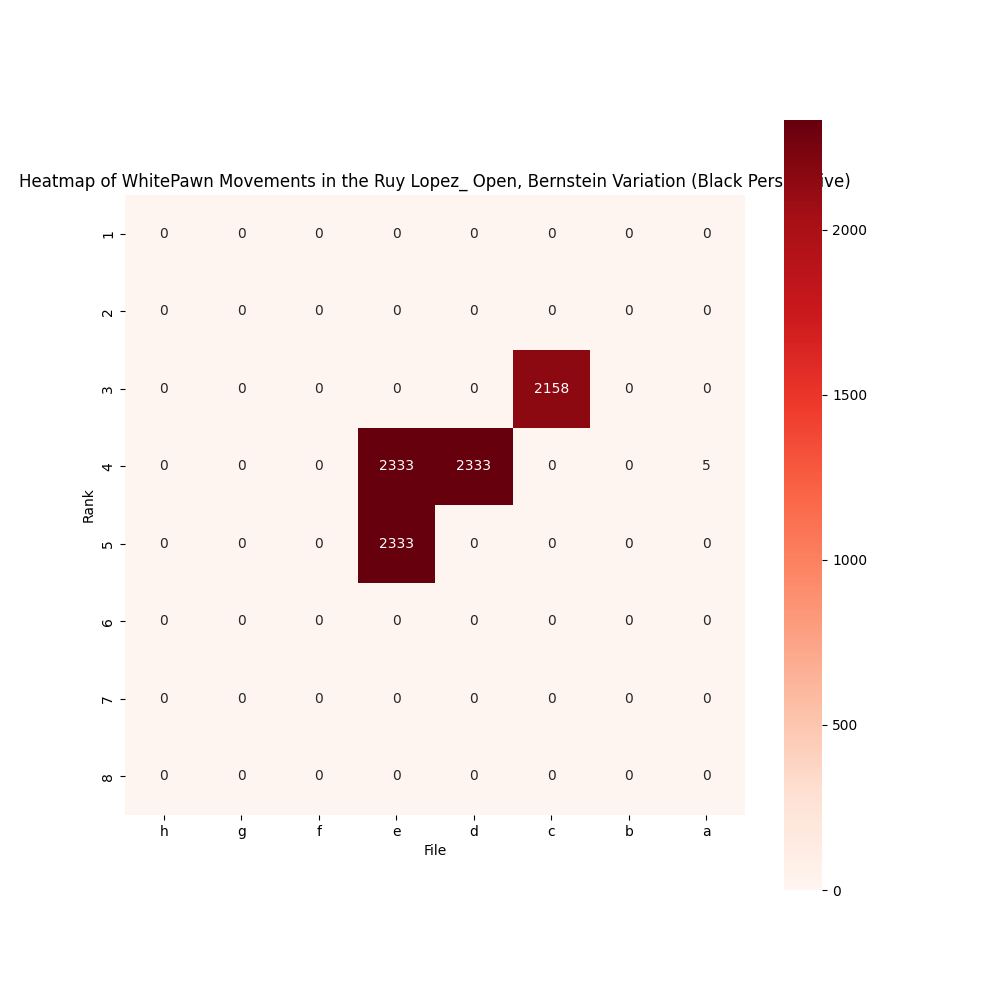 Heatmap of WhitePawn Movements in the Ruy Lopez_ Open, Bernstein Variation (Black Perspective)
1 0 0 0 0 0 0 0 0
2 0 0 0 0 0 0 0 0
3 0 0 0 0 0 2158 0 0
4 0 0 0 2333 2333 0 0 5
5 0 0 0 2333 0 0 0 0
6 0 0 0 0 0 0 0 0
7 0 0 0 0 0 0 0 0
8 0 0 0 0 0 0 0 0
h g f e d c b a
File
Rank
2000
1500
1000
500
0